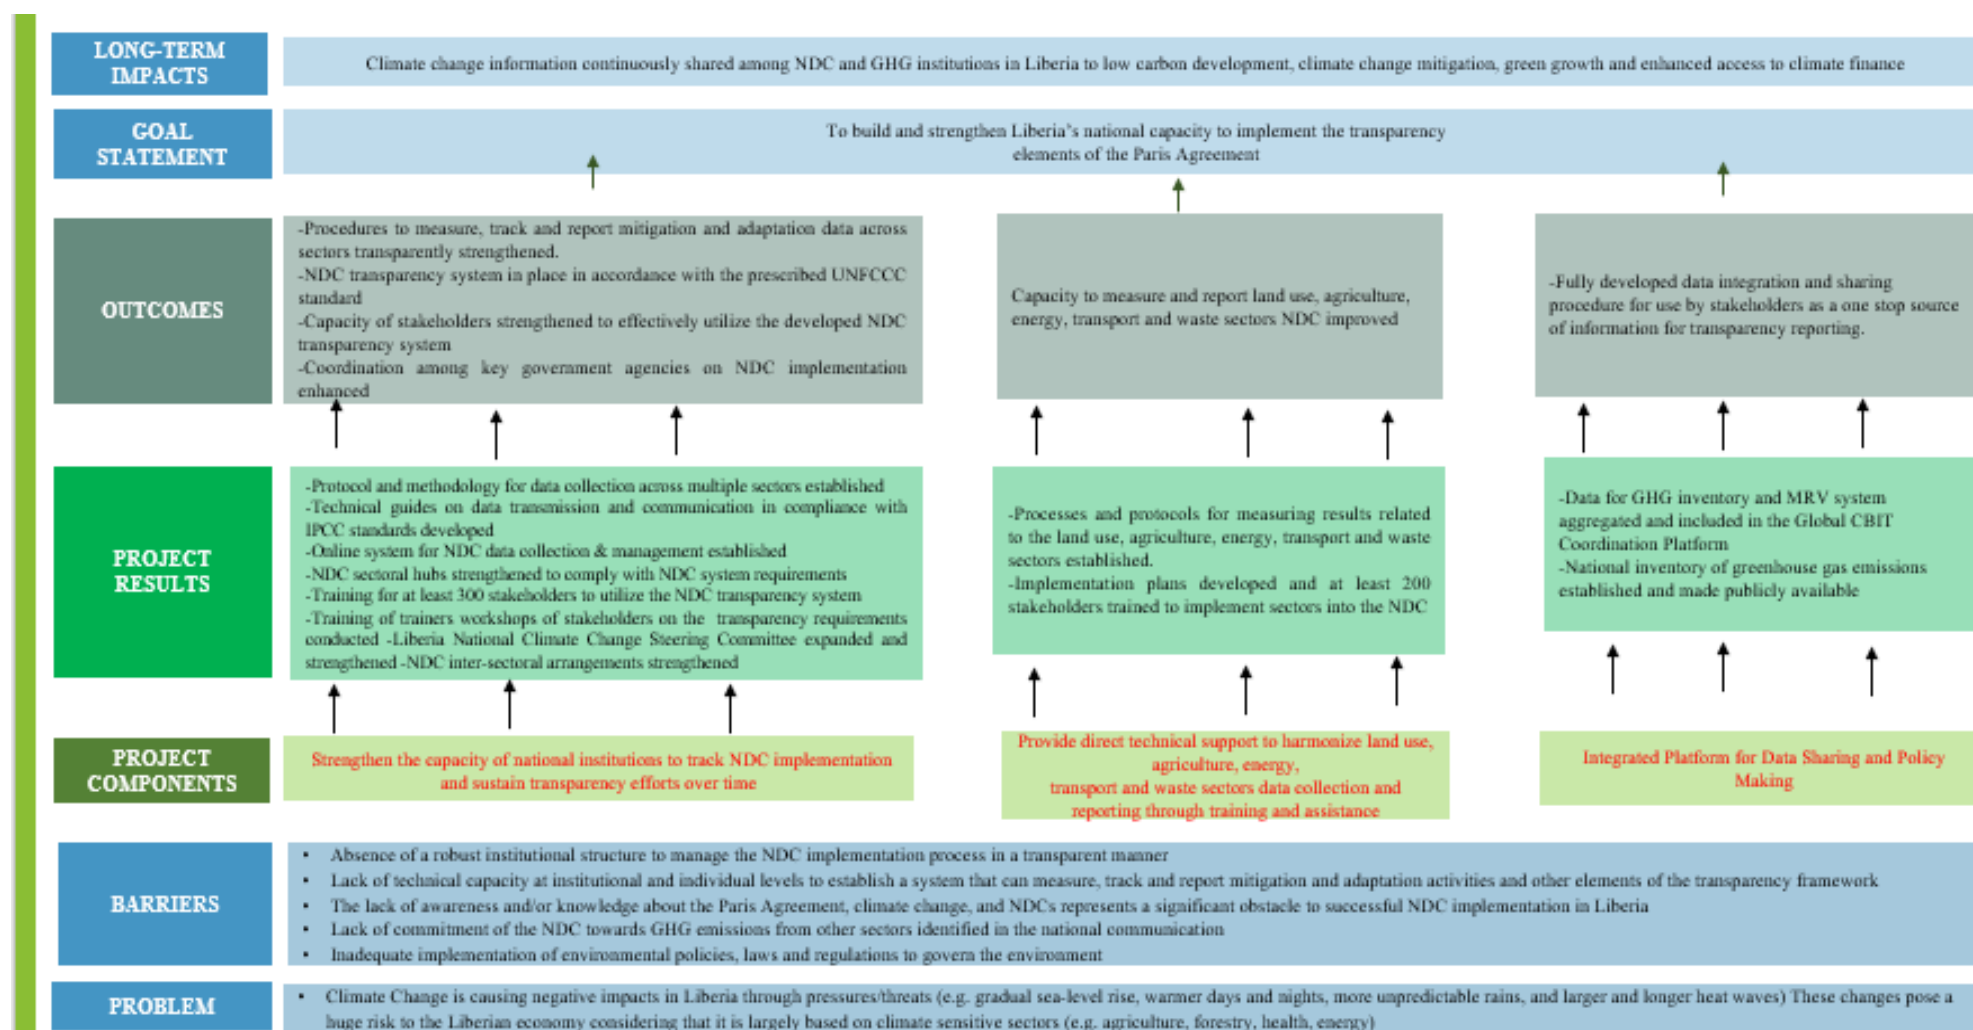 LONG-TERM
IMPACTS
Climate change information continuously shared among NDC and GHG institutions in Liberia to low carbon development, climate change mitigation, green growth and enhanced access to climate finance
GOAL
STATEMENT
To build and strengthen Liberia's national capacity to implement the transparency
elements of the Paris Agreement
OUTCOMES
-Procedures to measure, track and report mitigation and adaptation data across
sectors transparently strengthened.
-NDC transparency system in place in accordance with the prescribed UNFCCC
standard
-Capacity of stakeholders strengthened to effectively utilize the developed NDC
transparency system
-Coordination among key government agencies on NDC implementation
enhanced
Capacity to measure and report land use, agriculture,
energy, transport and waste sectors NDC improved
-Fully developed data integration and sharing
procedure for use by stakeholders as a one stop source
of information for transparency reporting.
PROJECT
RESULTS
-Protocol and methodology for data collection across multiple sectors established
-Technical guides on data transmission and communication in compliance with
IPCC standards developed
-Online system for NDC data collection & management established
-NDC sectoral hubs strengthened to comply with NDC system requirements
-Training for at least 300 stakeholders to utilize the NDC transparency system
-Training of trainers workshops of stakeholders on the transparency requirements
conducted -Liberia National Climate Change Steering Committee expanded and
strengthened -NDC inter-sectoral arrangements strengthened
-Processes and protocols for measuring results related
to the land use, agriculture, energy, transport and waste
sectors established.
-Implementation plans developed and at least 200
stakeholders trained to implement sectors into the NDC
-Data for GHG inventory and MRV system
aggregated and included in the Global CBIT
Coordination Platform
-National inventory of greenhouse gas emissions
established and made publicly available
PROJECT
COMPONENTS
Strengthen the capacity of national institutions to track NDC implementation
and sustain transparency efforts over time
Provide direct technical support to harmonize land use,
agriculture, energy,
transport and waste sectors data collection and
reporting through training and assistance
Integrated Platform for Data Sharing and Policy
Making
BARRIERS
▪ Absence of a robust institutional structure to manage the NDC implementation process in a transparent manner
▪ Lack of technical capacity at institutional and individual levels to establish a system that can measure, track and report mitigation and adaptation activities and other elements of the transparency framework
▪ The lack of awareness and/or knowledge about the Paris Agreement, climate change, and NDCs represents a significant obstacle to successful NDC implementation in Liberia
▪ Lack of commitment of the NDC towards GHG emissions from other sectors identified in the national communication
▪ Inadequate implementation of environmental policies, laws and regulations to govern the environment
PROBLEM
▪ Climate Change is causing negative impacts in Liberia through pressures/threats (e.g. gradual sea-level rise, warmer days and nights, more unpredictable rains, and larger and longer heat waves) These changes pose a
huge risk to the Liberian economy considering that it is largely based on climate sensitive sectors (e.g. agriculture, forestry, health, energy)